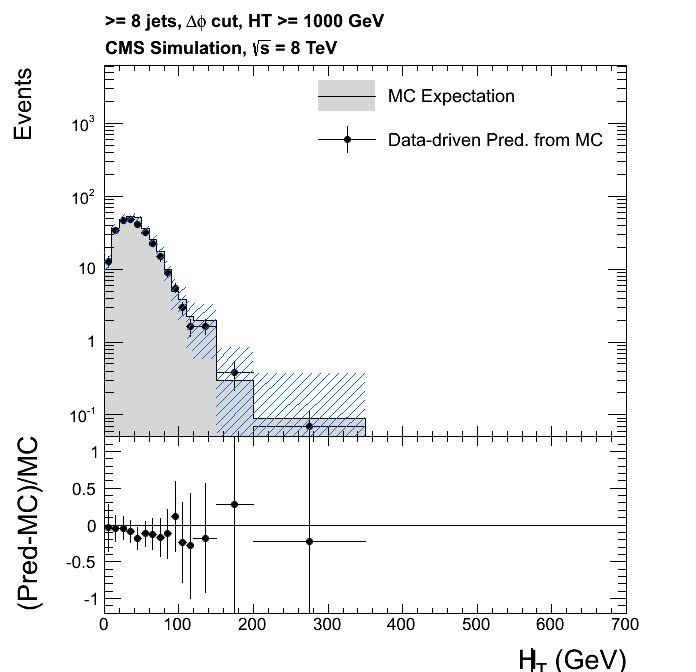 >= 8 jets, Δϕ cut, HT >= 1000 GeV
CMS Simulation, √s = 8 TeV
Events
MC Expectation
Data-driven Pred. from MC
10³
10²
10
1
10⁻¹
(Pred-MC)/MC
1
0.5
0
-0.5
-1
0 100 200 300 400 500 600 700
H̸_T (GeV)